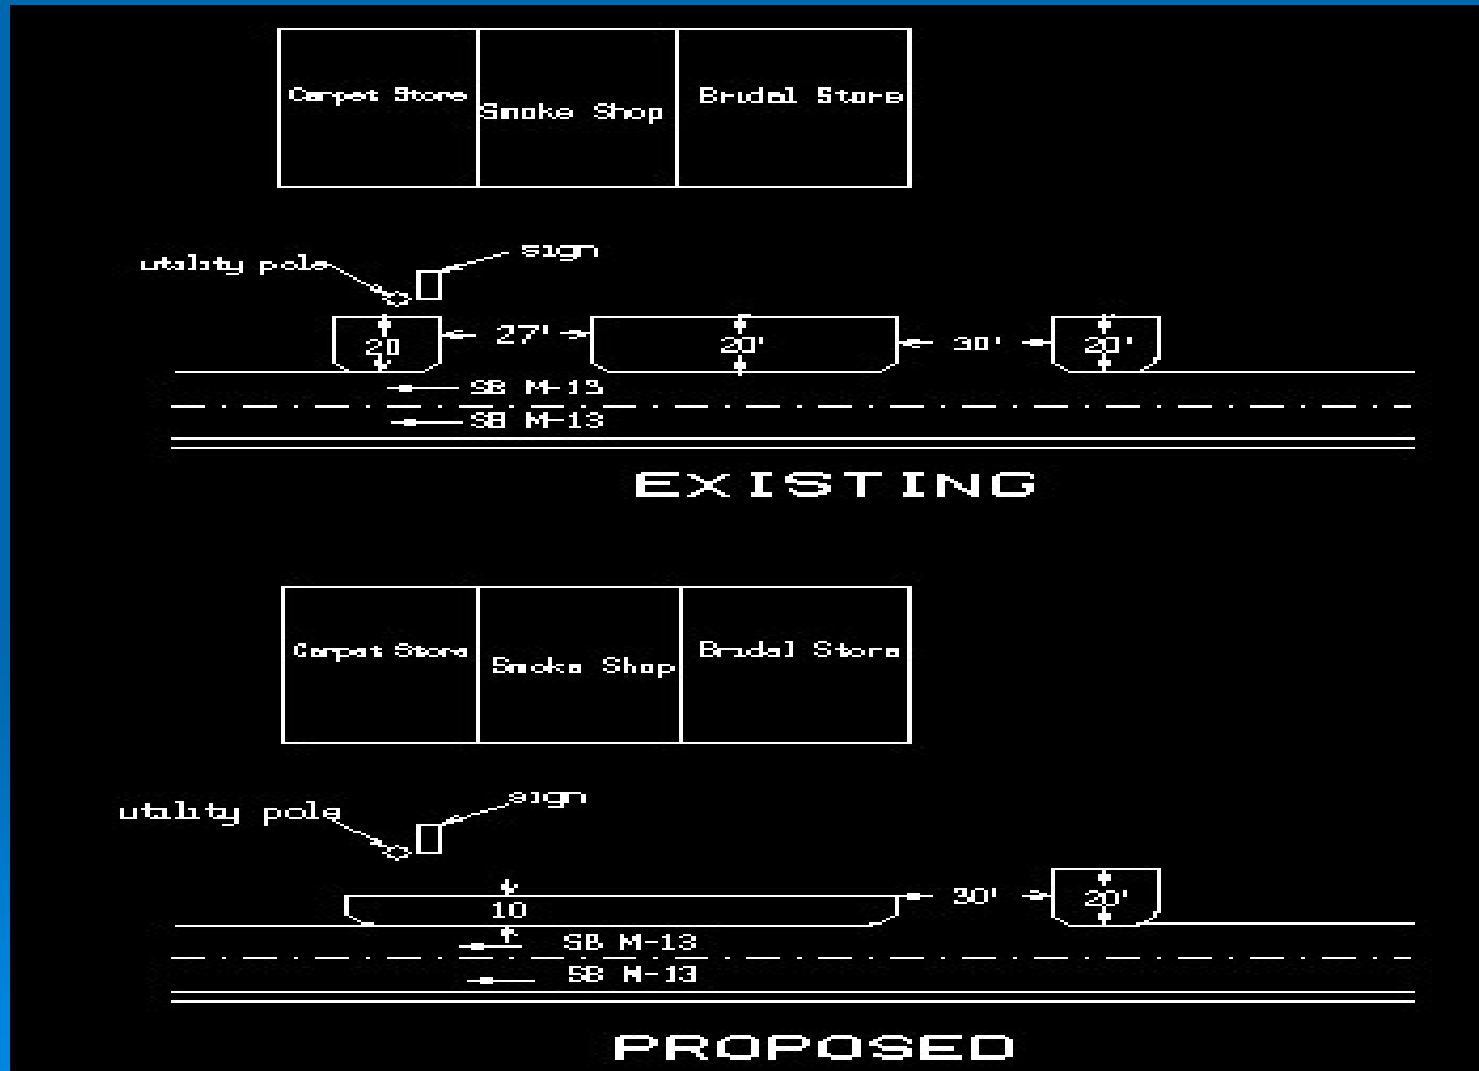 Carpet Store
Smoke Shop
Bridal Store
sign
utility pole
27'
20
20'
30'
20'
SB M-13
SB M-13
EXISTING
Carpet Store
Smoke Shop
Bridal Store
sign
utility pole
30'
20'
10
SB M-13
SB M-13
PROPOSED